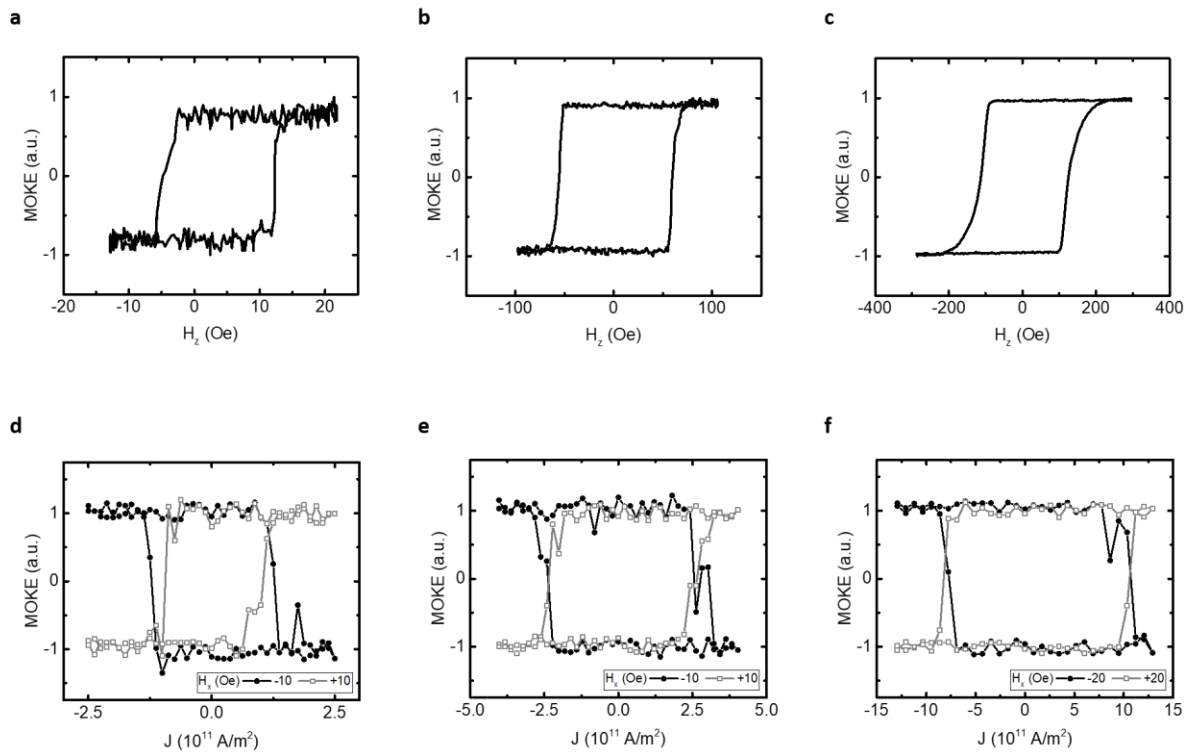 a
b
c
MOKE (a.u.)
1
0
-1
-20
-10
0
10
20
H_z (Oe)
MOKE (a.u.)
1
0
-1
-100
0
100
H_z (Oe)
MOKE (a.u.)
1
0
-1
-400
-200
0
200
400
H_z (Oe)
d
e
f
MOKE (a.u.)
1
0
-1
H_x (Oe) -10 +10
-2.5
0.0
2.5
J (10^11 A/m^2)
MOKE (a.u.)
1
0
-1
H_x (Oe) -10 +10
-5.0
-2.5
0.0
2.5
5.0
J (10^11 A/m^2)
MOKE (a.u.)
1
0
-1
H_x (Oe) -20 +20
-15
-10
-5
0
5
10
15
J (10^11 A/m^2)